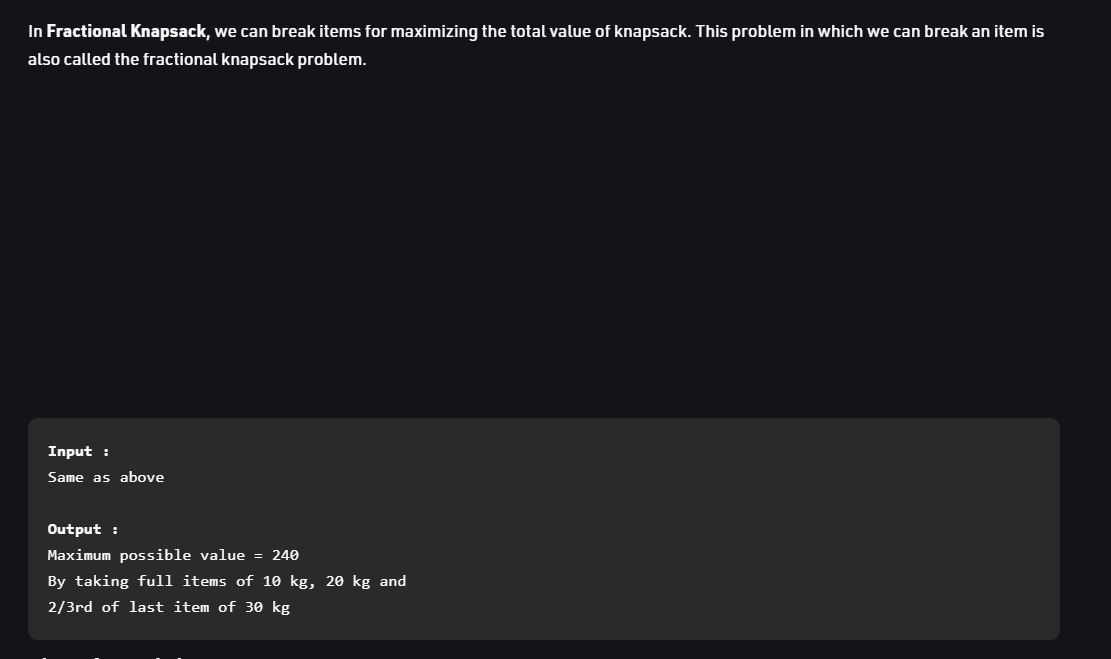 In Fractional Knapsack, we can break items for maximizing the total value of knapsack. This problem in which we can break an item is
also called the fractional knapsack problem.
Input :
Same as above
Output :
Maximum possible value = 240
By taking full items of 10 kg, 20 kg and
2/3rd of last item of 30 kg